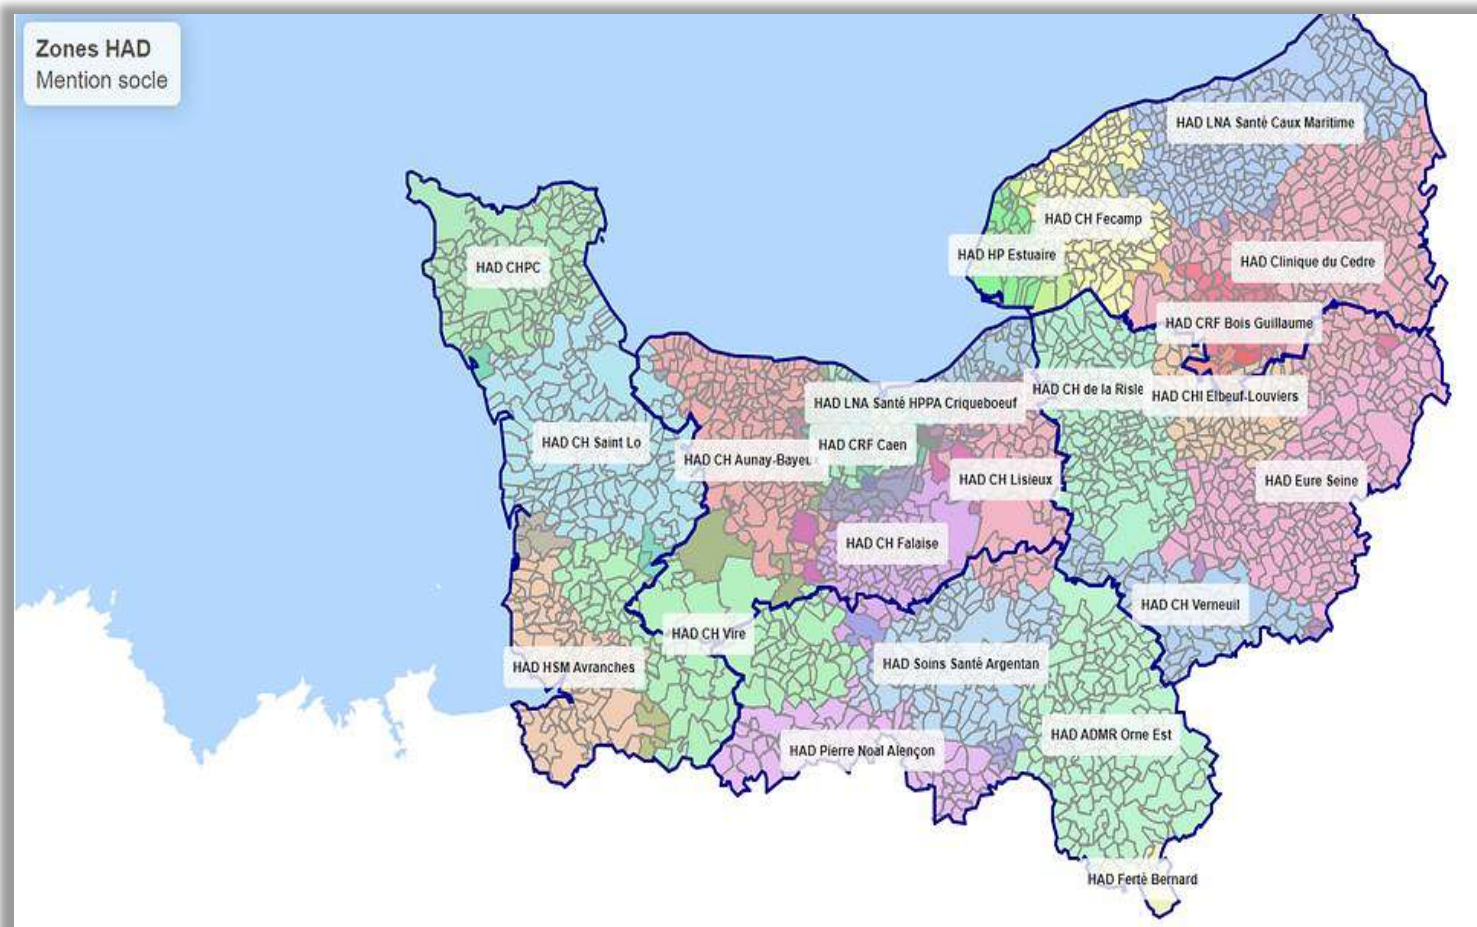 Zones HAD
Mention socle
HAD LNA Santé Caux Maritime
HAD CH Fecamp
HAD HP Estuaire
HAD Clinique du Cedre
HAD CHPC
HAD CRF Bois Guillaume
HAD CH de la Risle
HAD CHI Elbeuf-Louviers
HAD LNA Santé HPPA Criqueboeuf
HAD CH Saint Lo
HAD CRF Caen
HAD CH Aunay-Bayeux
HAD CH Lisieux
HAD Eure Seine
HAD CH Falaise
HAD CH Verneuil
HAD CH Vire
HAD HSM Avranches
HAD Soins Santé Argentan
HAD ADMR Orne Est
HAD Pierre Noal Alençon
HAD Ferté Bernard